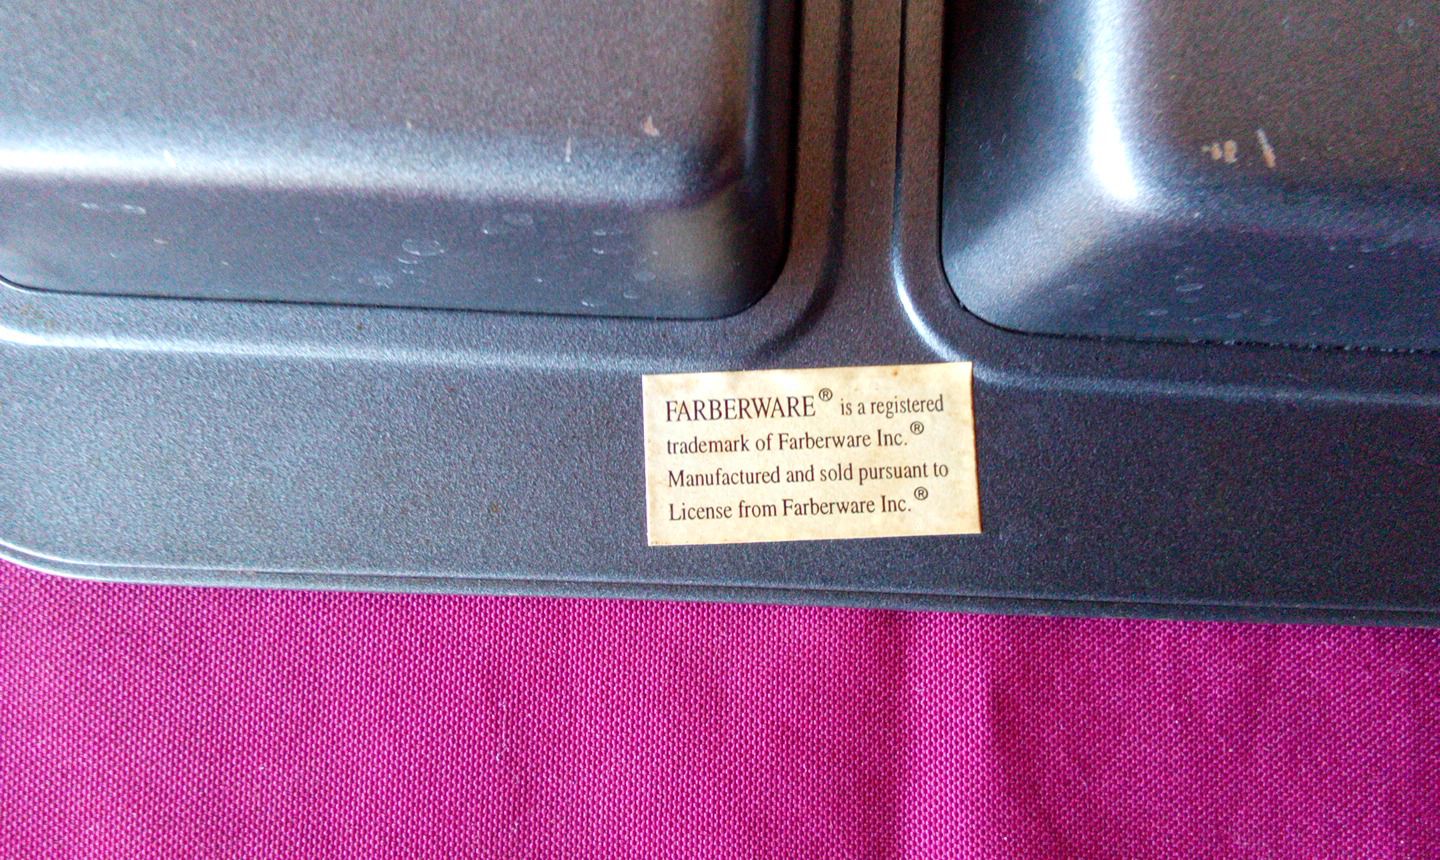 FARBERWARE® is a registered
trademark of Farberware Inc.®
Manufactured and sold pursuant to
License from Farberware Inc.®